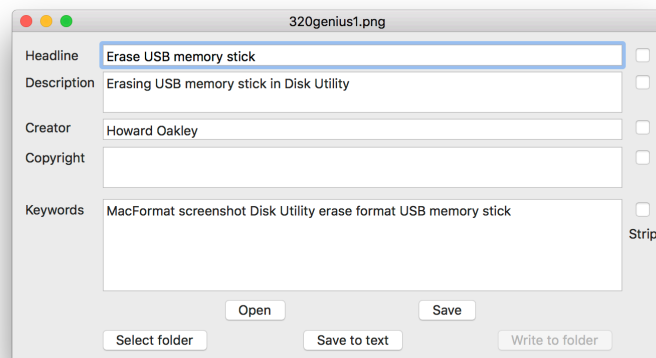 320genius1.png
Headline Erase USB memory stick
Description Erasing USB memory stick in Disk Utility
Creator Howard Oakley
Copyright
Keywords MacFormat screenshot Disk Utility erase format USB memory stick
Strip
Open Save
Select folder Save to text Write to folder